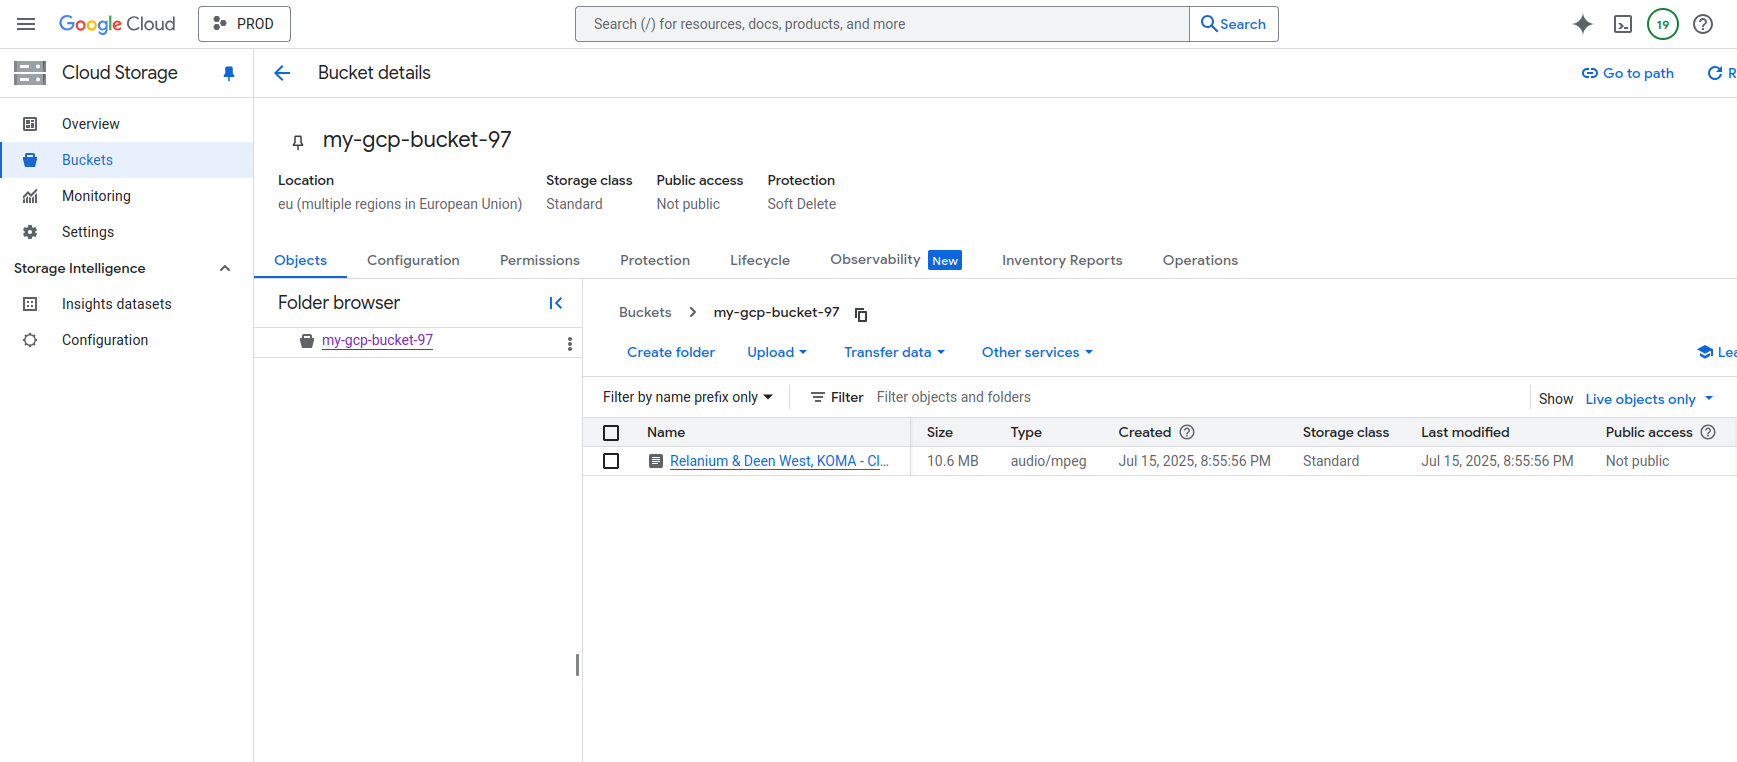 Google Cloud
PROD
Search (/) for resources, docs, products, and more
Search
19
Cloud Storage
Bucket details
Go to path
R
Overview
Buckets
Monitoring
Settings
Storage Intelligence
Insights datasets
Configuration
my-gcp-bucket-97
Location Storage class Public access Protection
eu (multiple regions in European Union) Standard Not public Soft Delete
Objects Configuration Permissions Protection Lifecycle Observability New Inventory Reports Operations
Folder browser
my-gcp-bucket-97
Buckets my-gcp-bucket-97
Create folder Upload Transfer data Other services Lea
Filter by name prefix only Filter Filter objects and folders Show Live objects only
Name Size Type Created Storage class Last modified Public access
Relanium & Deen West, KOMA - Cl... 10.6 MB audio/mpeg Jul 15, 2025, 8:55:56 PM Standard Jul 15, 2025, 8:55:56 PM Not public